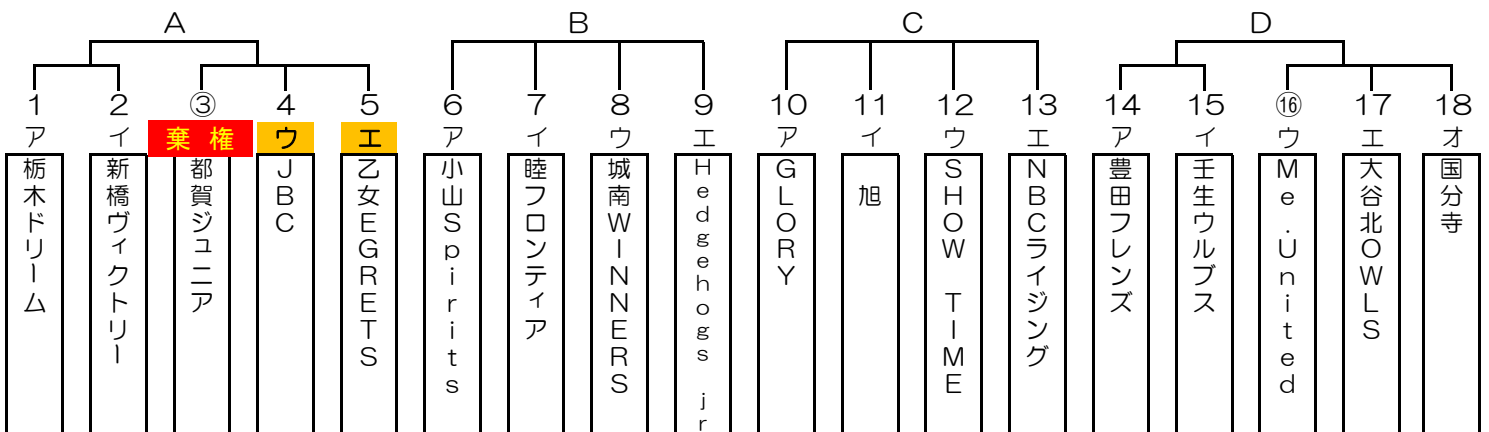 A B C D
1 2 ③ 4 5 6 7 8 9 10 11 12 13 14 15 ⑯ 17 18
ア イ 棄権 ウ エ ア イ ウ エ ア イ ウ エ ア イ ウ エ オ
栃木ドリーム
新橋ヴィクトリー
都賀ジュニア
JBC
乙女EGRETS
小山Spirits
睦フロンティア
城南WINNERS
Hedgehogs jr
GLORY
旭
SHOW TIME
NBCライジング
豊田フレンズ
壬生ウルブス
Me.United
大谷北OWLS
国分寺